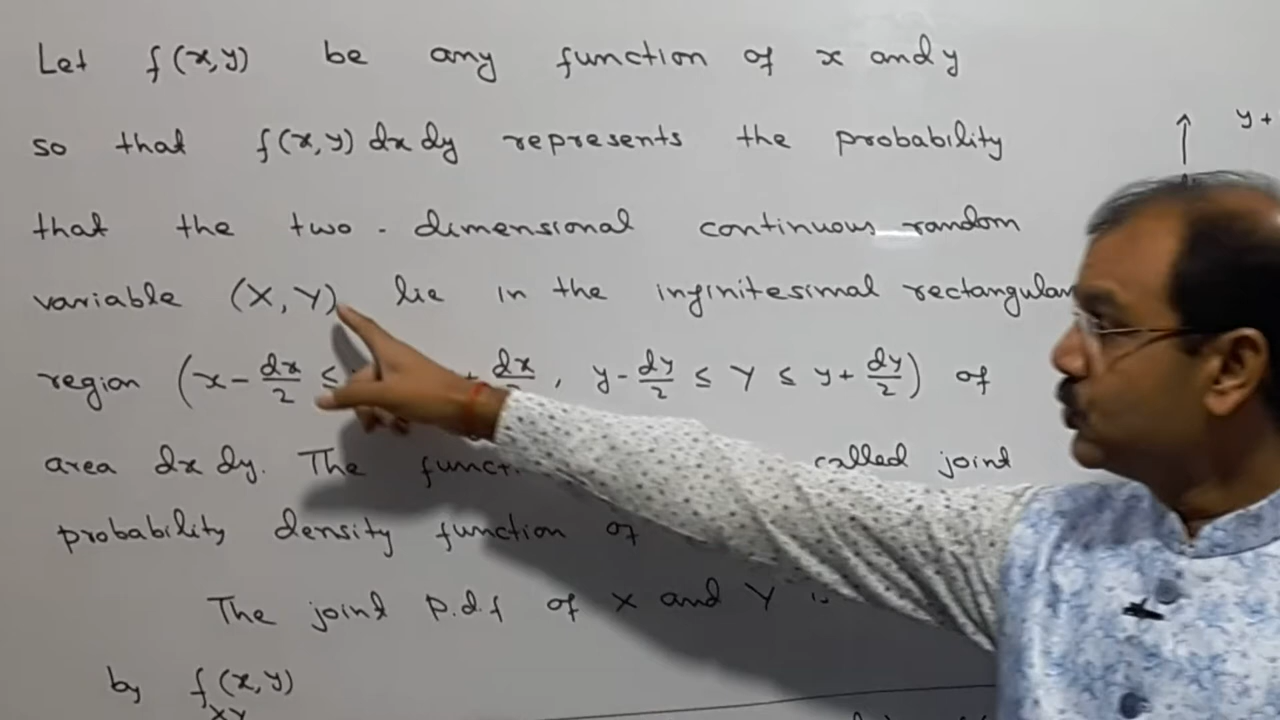 Let f(x,y) be any function of x and y
so that f(x,y) dx dy represents the probability
that the two - dimensional continuous random
variable (X, Y) lie in the infinitesimal rectangular
region (x - dx/2 ≤ + dx/2 , y - dy/2 ≤ Y ≤ y + dy/2) of
area dx dy. The called joint
probability density function of
The joint p.d.f of X and Y
by f_XY(x,y)
y +